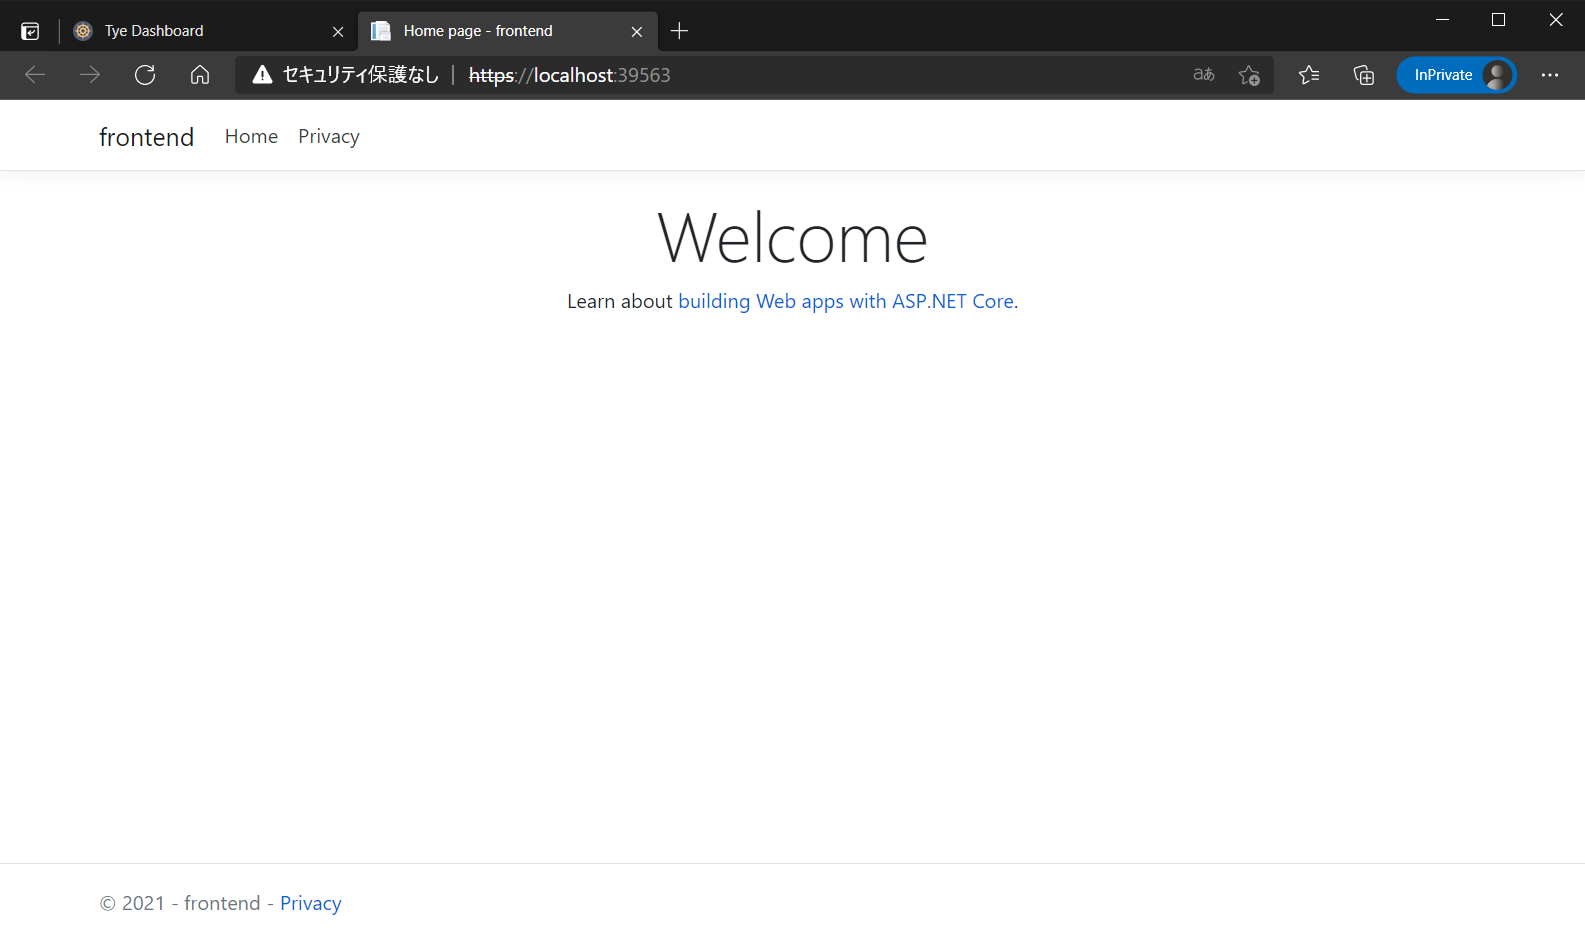 Tye Dashboard
Home page - frontend
セキュリティ保護なし | https://localhost:39563
aあ
InPrivate
frontend Home Privacy
Welcome
Learn about building Web apps with ASP.NET Core.
© 2021 - frontend - Privacy